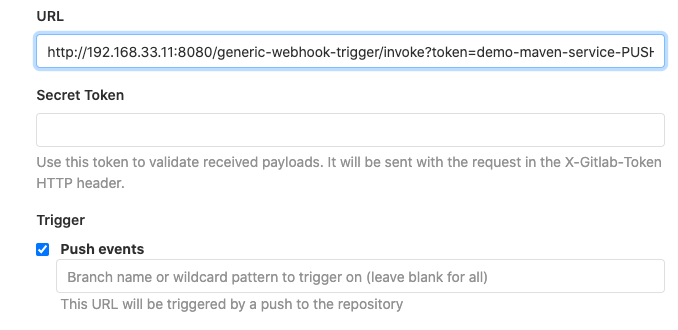 URL
http://192.168.33.11:8080/generic-webhook-trigger/invoke?token=demo-maven-service-PUSH
Secret Token
Use this token to validate received payloads. It will be sent with the request in the X-Gitlab-Token
HTTP header.
Trigger
Push events
Branch name or wildcard pattern to trigger on (leave blank for all)
This URL will be triggered by a push to the repository